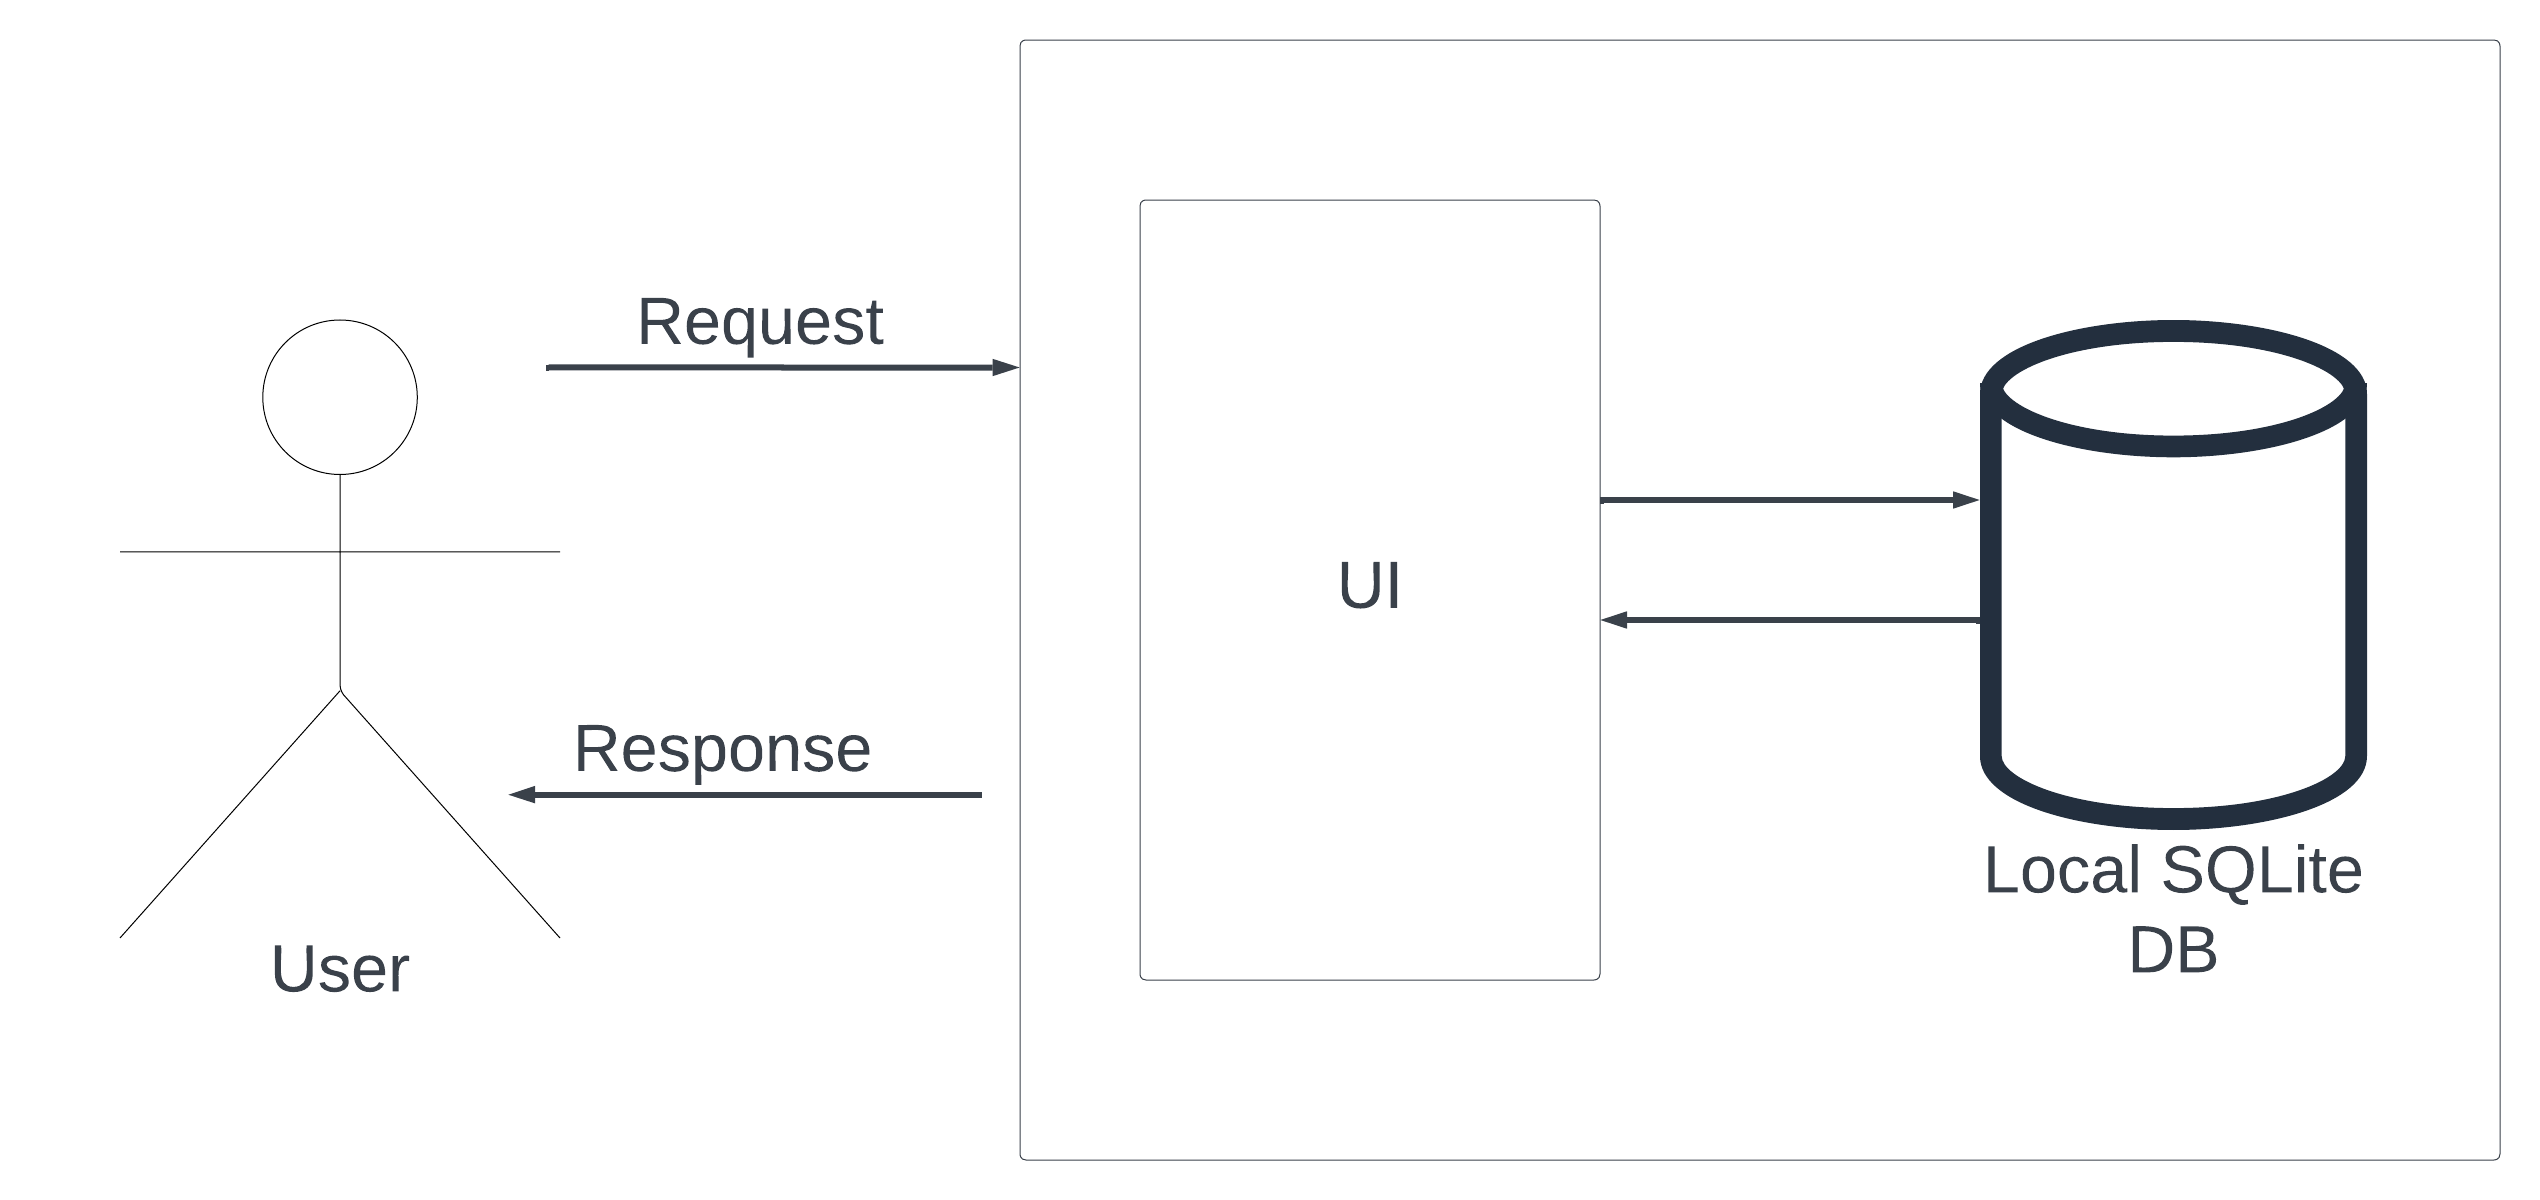 Request
UI
Response
Local SQLite
DB
User